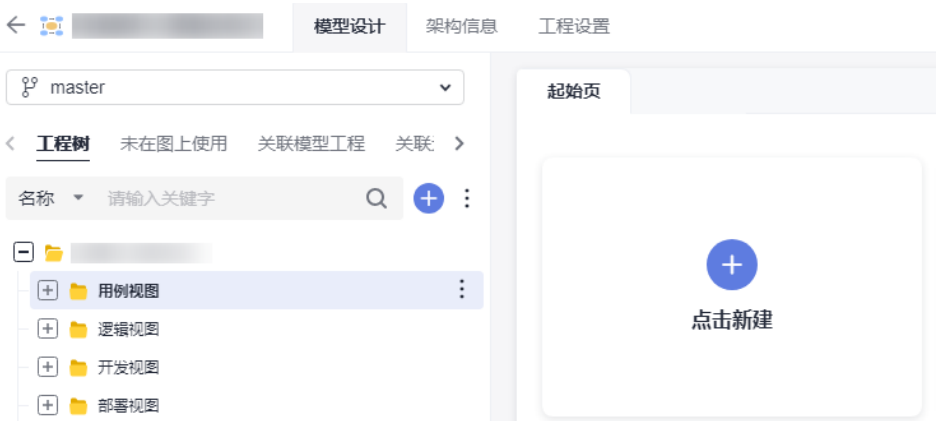 模型设计 架构信息 工程设置
master
起始页
工程树 未在图上使用 关联模型工程 关联
名称 请输入关键字
用例视图
点击新建
逻辑视图
开发视图
部署视图